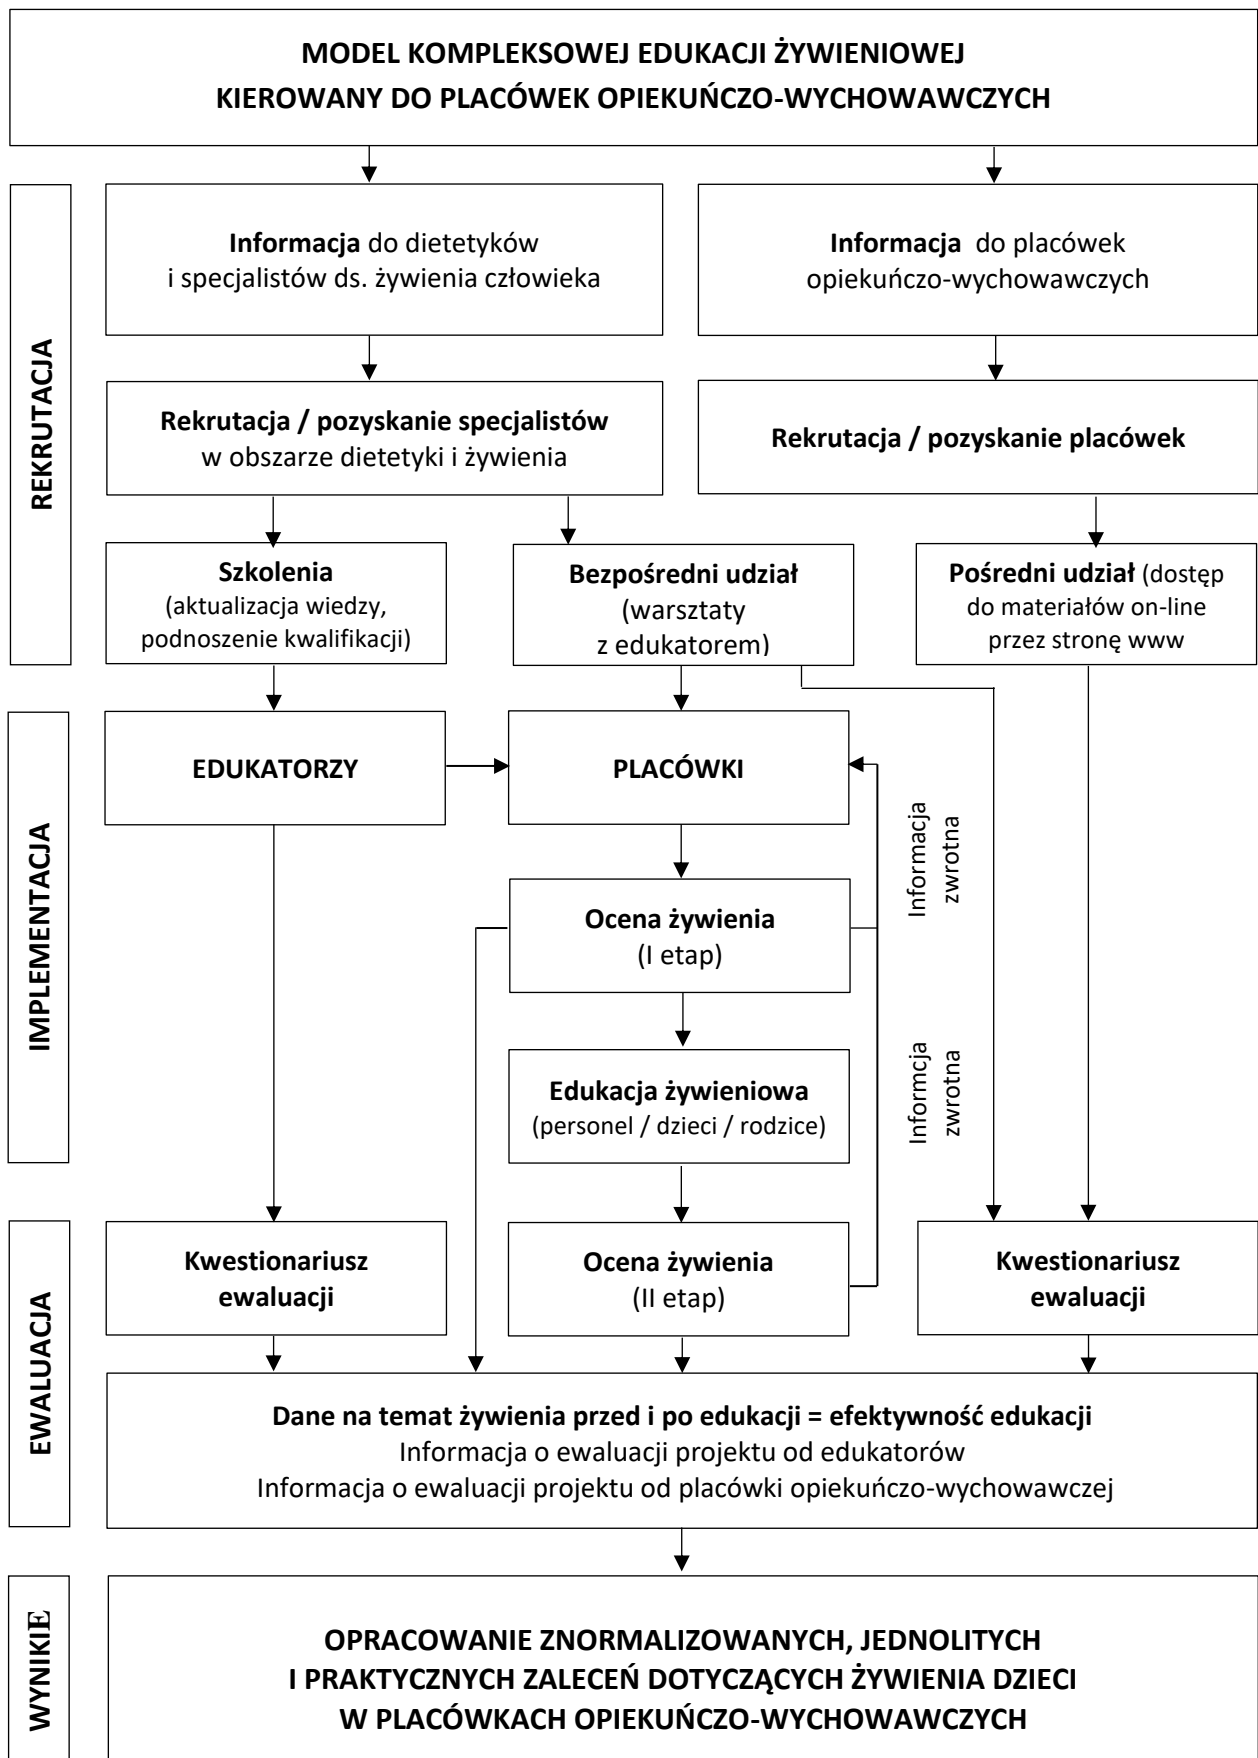 MODEL KOMPLEKSOWEJ EDUKACJI ŻYWIENIOWEJ
KIEROWANY DO PLACÓWEK OPIEKUŃCZO-WYCHOWAWCZYCH
REKRUTACJA
Informacja do dietetyków
i specjalistów ds. żywienia człowieka
Informacja do placówek
opiekuńczo-wychowawczych
Rekrutacja / pozyskanie specjalistów
w obszarze dietetyki i żywienia
Rekrutacja / pozyskanie placówek
Szkolenia
(aktualizacja wiedzy,
podnoszenie kwalifikacji)
Bezpośredni udział
(warsztaty
z edukatorem)
Pośredni udział (dostęp
do materiałów on-line
przez stronę www
IMPLEMENTACJA
EDUKATORZY
PLACÓWKI
Informacja
zwrotna
Ocena żywienia
(I etap)
Edukacja żywieniowa
(personel / dzieci / rodzice)
Informcja
zwrotna
EWALUACJA
Kwestionariusz
ewaluacji
Ocena żywienia
(II etap)
Kwestionariusz
ewaluacji
Dane na temat żywienia przed i po edukacji = efektywność edukacji
Informacja o ewaluacji projektu od edukatorów
Informacja o ewaluacji projektu od placówki opiekuńczo-wychowawczej
WYNIKIE
OPRACOWANIE ZNORMALIZOWANYCH, JEDNOLITYCH
I PRAKTYCZNYCH ZALECEŃ DOTYCZĄCYCH ŻYWIENIA DZIECI
W PLACÓWKACH OPIEKUŃCZO-WYCHOWAWCZYCH